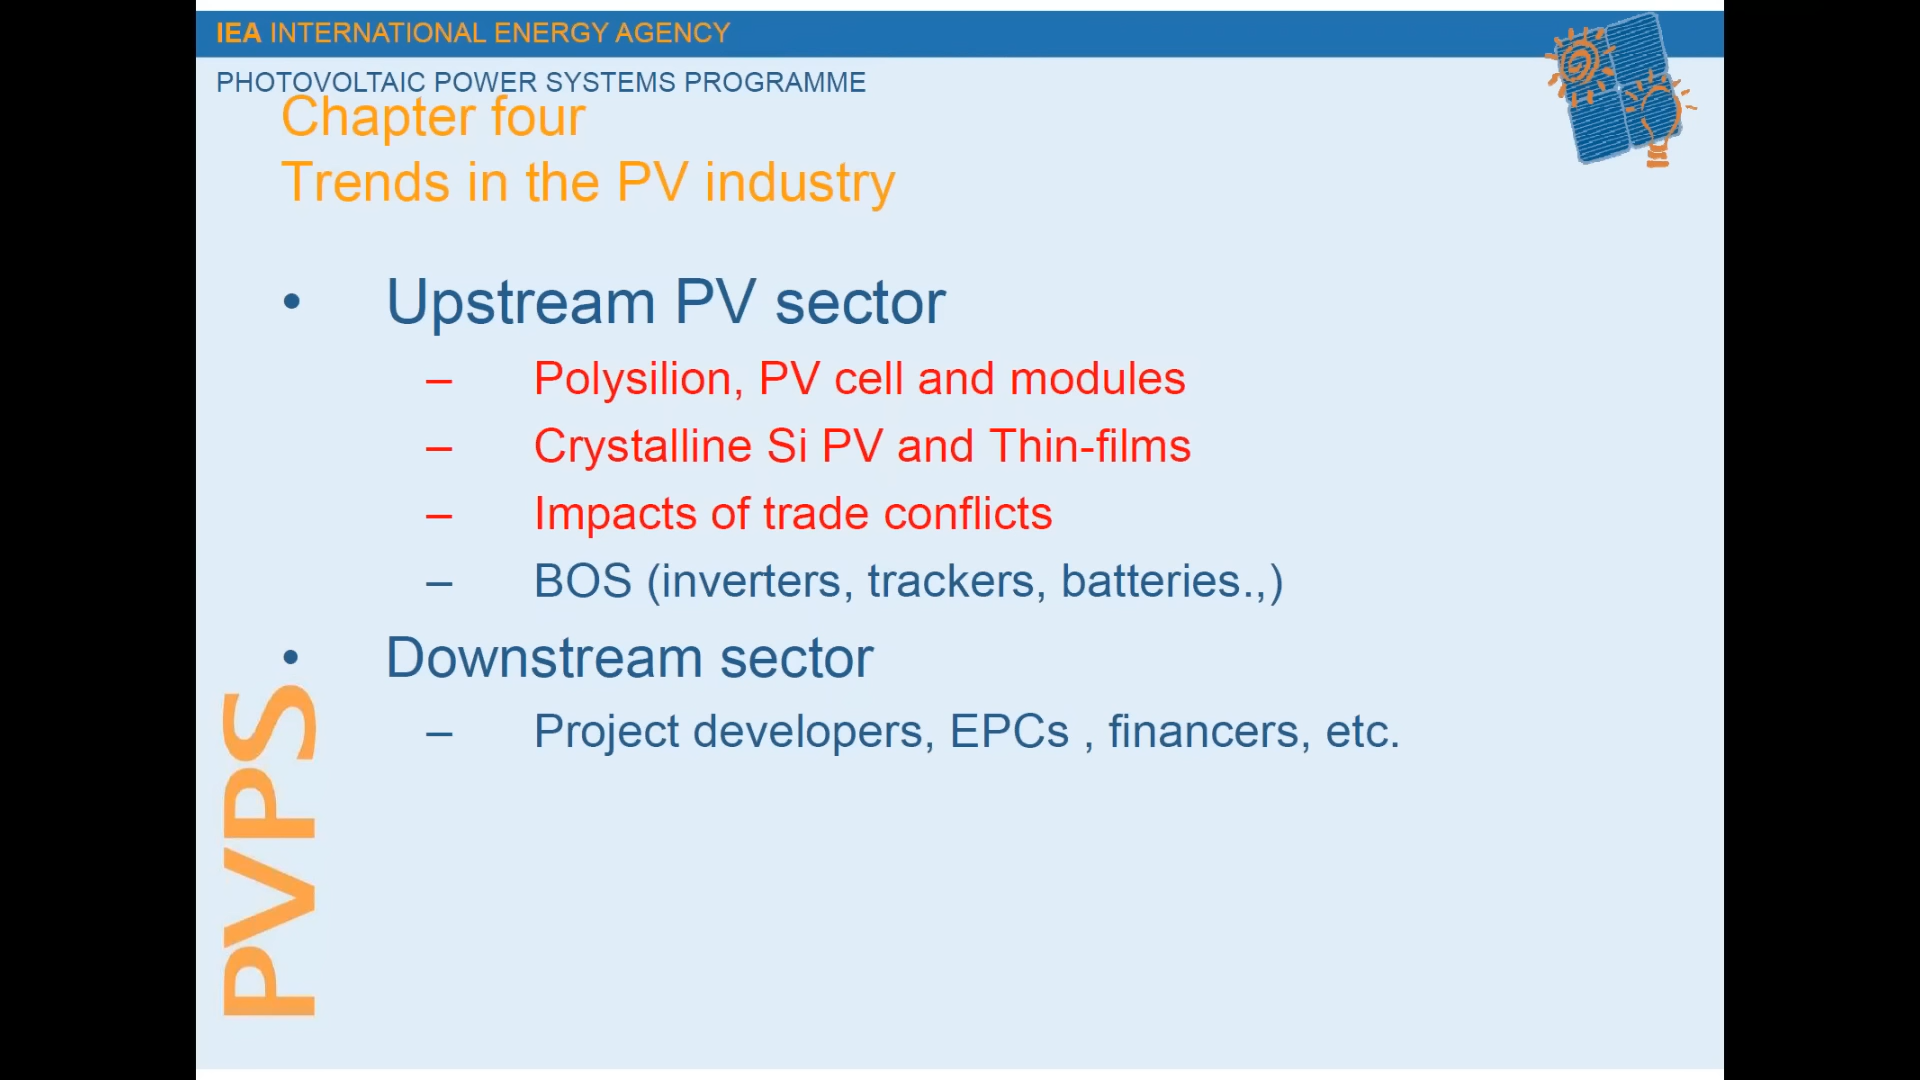 IEA INTERNATIONAL ENERGY AGENCY
PHOTOVOLTAIC POWER SYSTEMS PROGRAMME
Chapter four
Trends in the PV industry
• Upstream PV sector
– Polysilion, PV cell and modules
– Crystalline Si PV and Thin-films
– Impacts of trade conflicts
– BOS (inverters, trackers, batteries.,)
• Downstream sector
– Project developers, EPCs , financers, etc.
PVPS